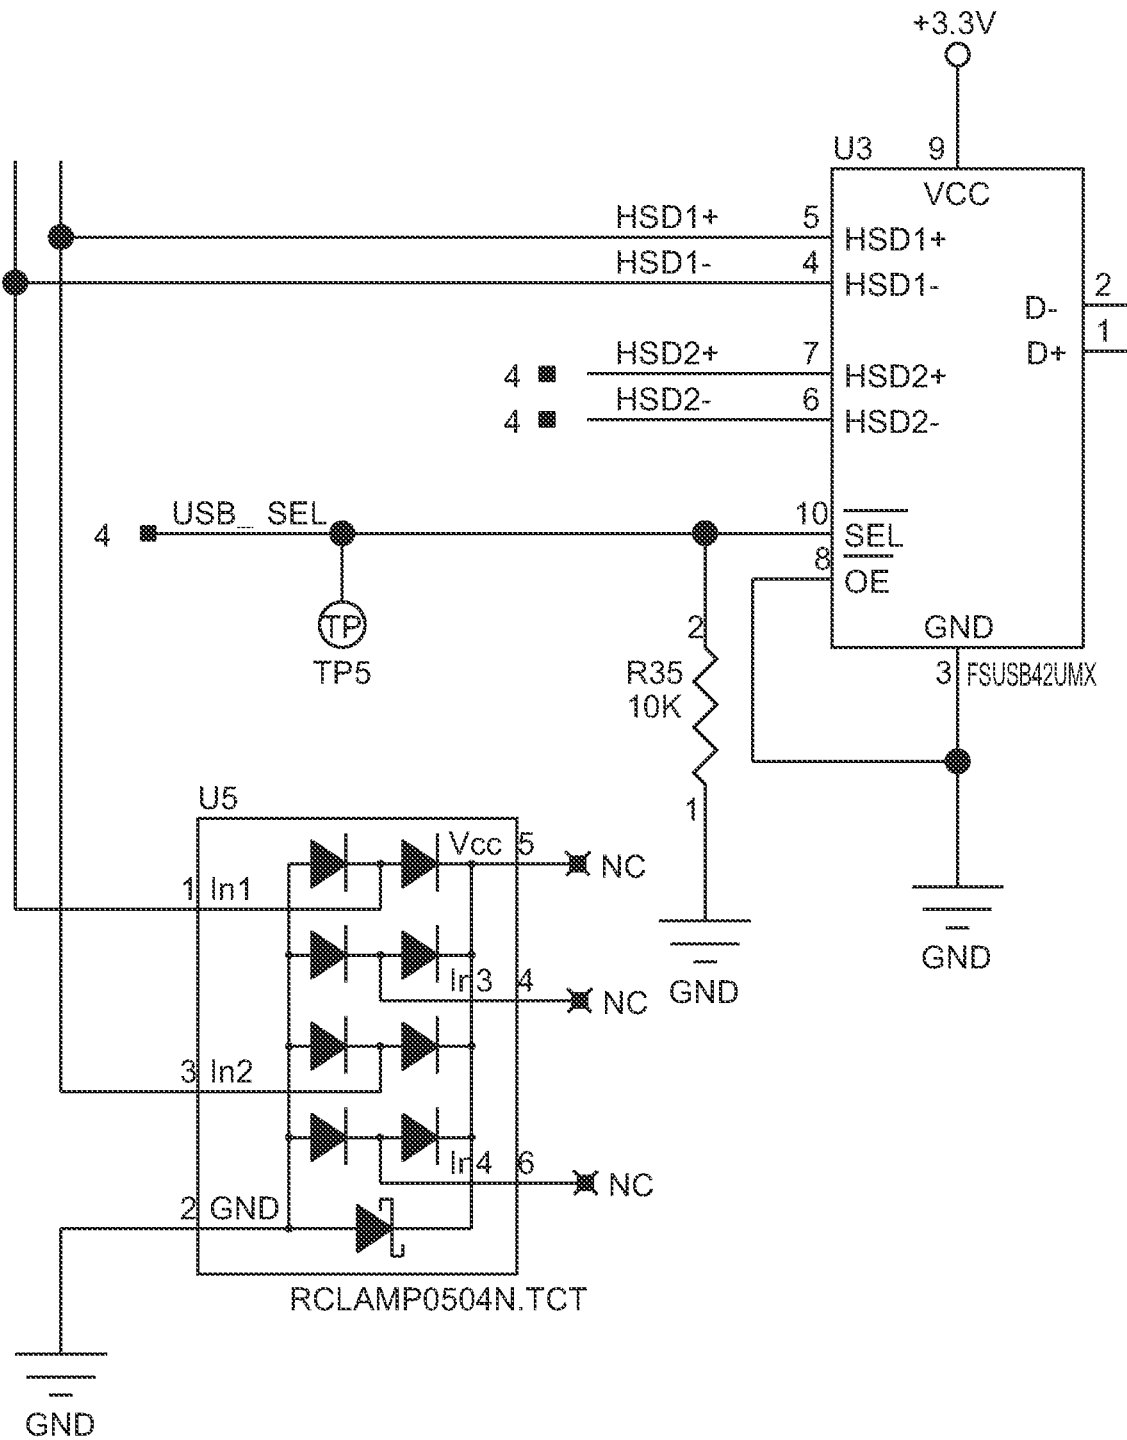 +3.3V
U3 9
VCC
HSD1+ 5 HSD1+
HSD1- 4 HSD1-
2
D-
1
D+
HSD2+ 7
4 HSD2+
HSD2- 6
4 HSD2-
USB_ SEL 10
4 SEL
8 OE
TP
TP5
2
R35
10K
1
GND
GND
3 FSUSB42UMX
GND
U5
Vcc 5 NC
1 In1
In3 4 NC
3 In2
In4 6 NC
2 GND
RCLAMP0504N.TCT
GND